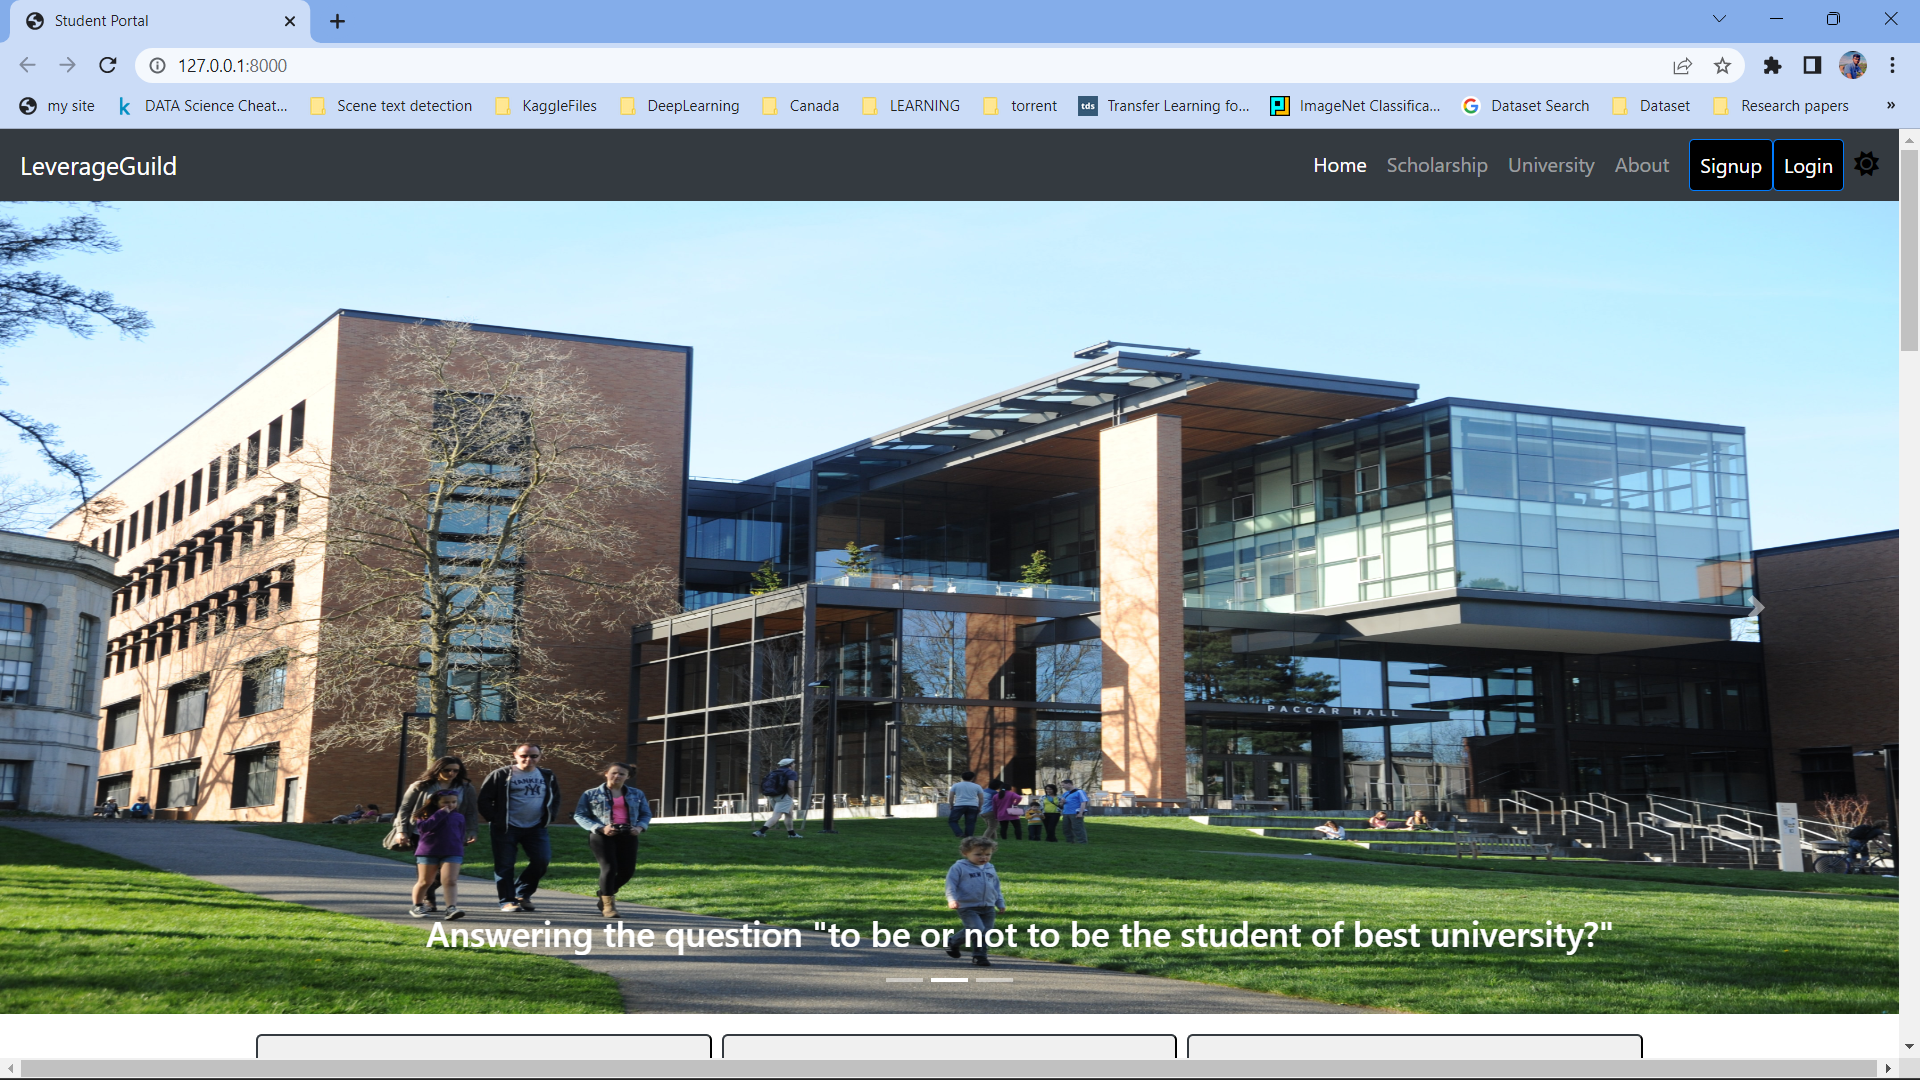 Student Portal
127.0.0.1:8000
my site
DATA Science Cheat...
Scene text detection
KaggleFiles
DeepLearning
Canada
LEARNING
torrent
tds
Transfer Learning fo...
ImageNet Classifica...
Dataset Search
Dataset
Research papers
»
LeverageGuild
Home
Scholarship
University
About
Signup
Login
PACCAR HALL
YANKEES
Answering the question "to be or not to be the student of best university?"